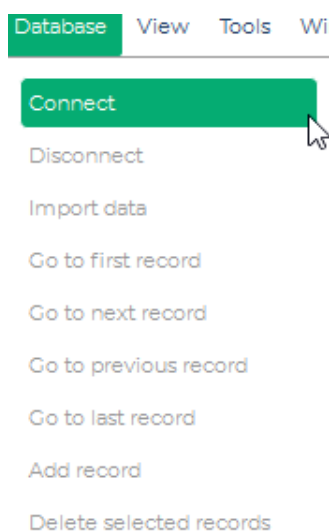 Database View Tools Wi
Connect
Disconnect
Import data
Go to first record
Go to next record
Go to previous record
Go to last record
Add record
Delete selected records